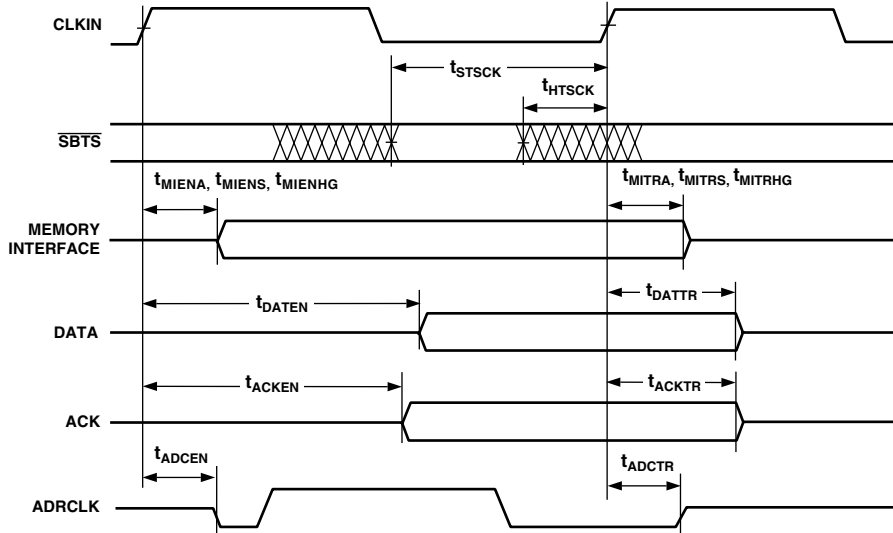 CLKIN
tSTSCK
tHTSCK
SBTS
tMIENA, tMIENS, tMIENHG
tMITRA, tMITRS, tMITRHG
MEMORY
INTERFACE
tDATEN
tDATTR
DATA
tACKEN
tACKTR
ACK
tADCEN
tADCTR
ADRCLK